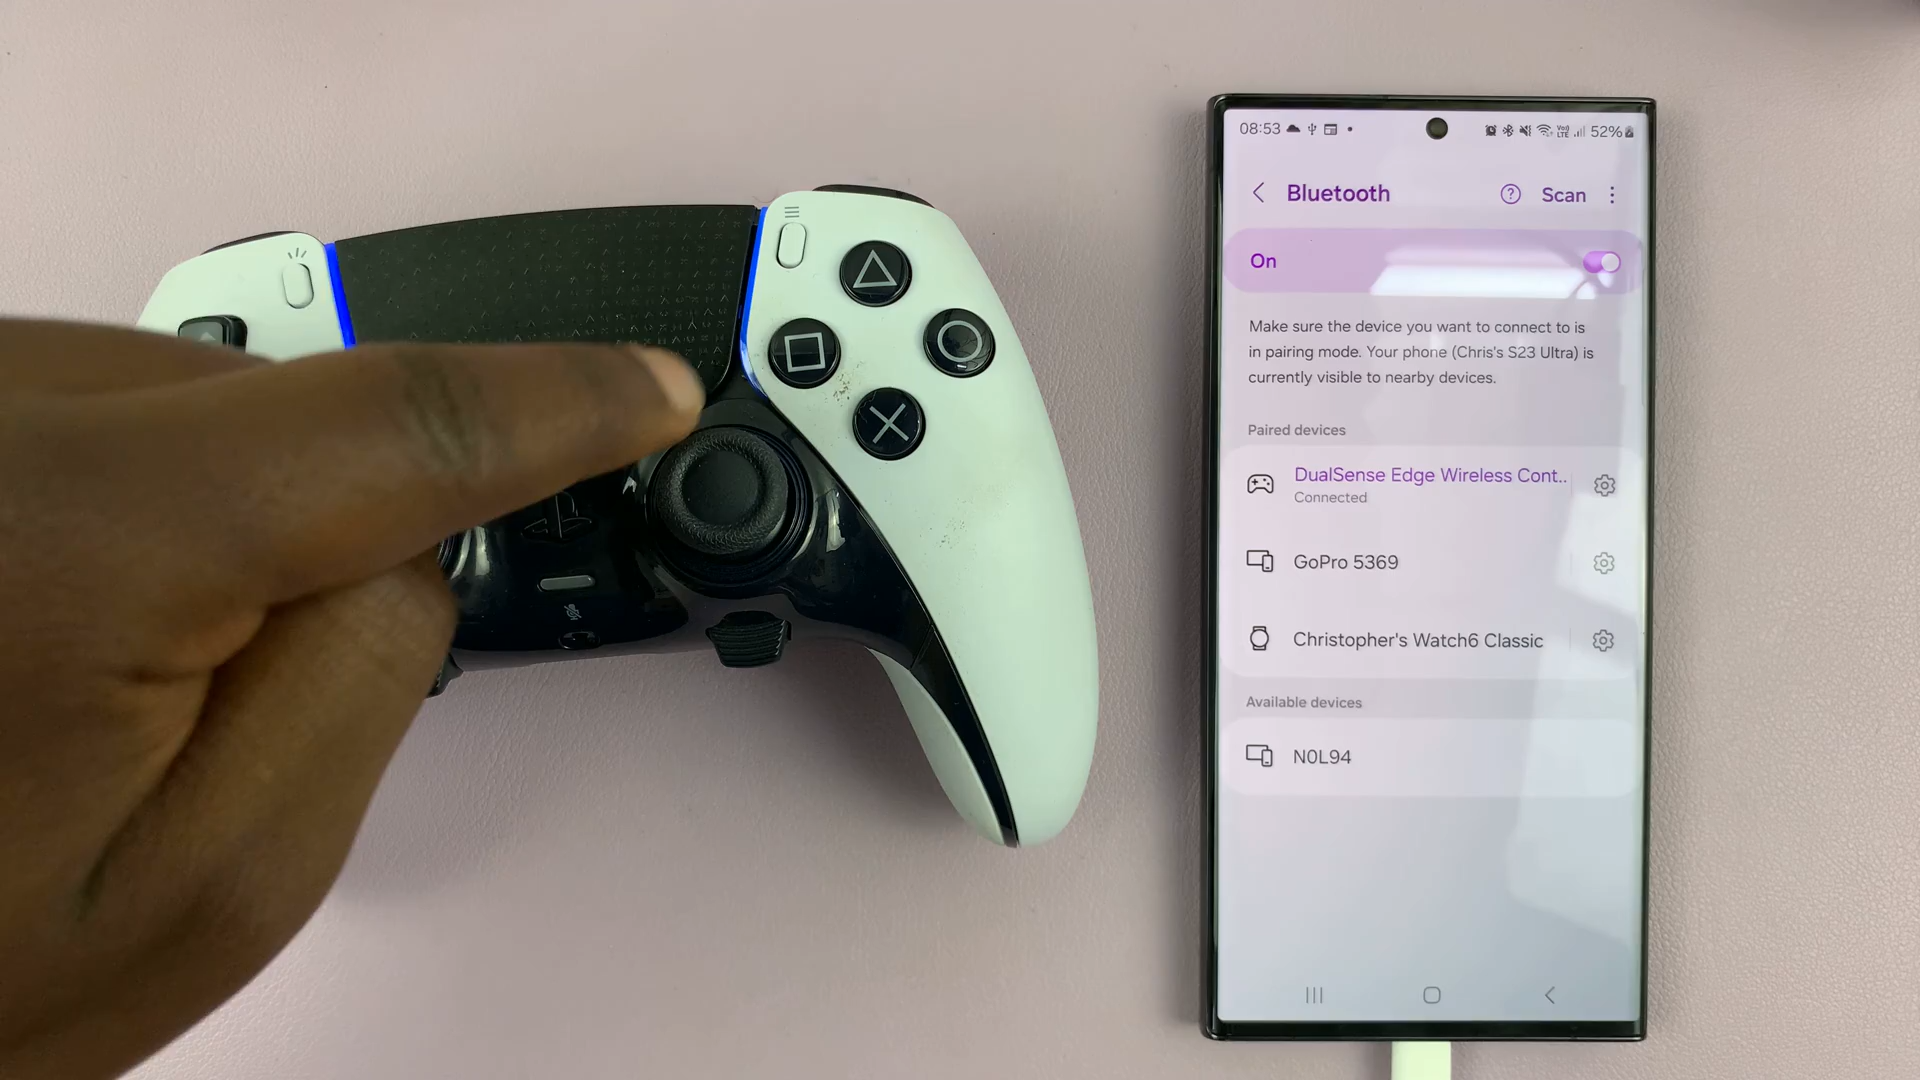 08:53
VoJ
LTE
52%
Bluetooth
Scan
On
Make sure the device you want to connect to is
in pairing mode. Your phone (Chris's S23 Ultra) is
currently visible to nearby devices.
Paired devices
DualSense Edge Wireless Cont..
Connected
GoPro 5369
Christopher's Watch6 Classic
Available devices
N0L94